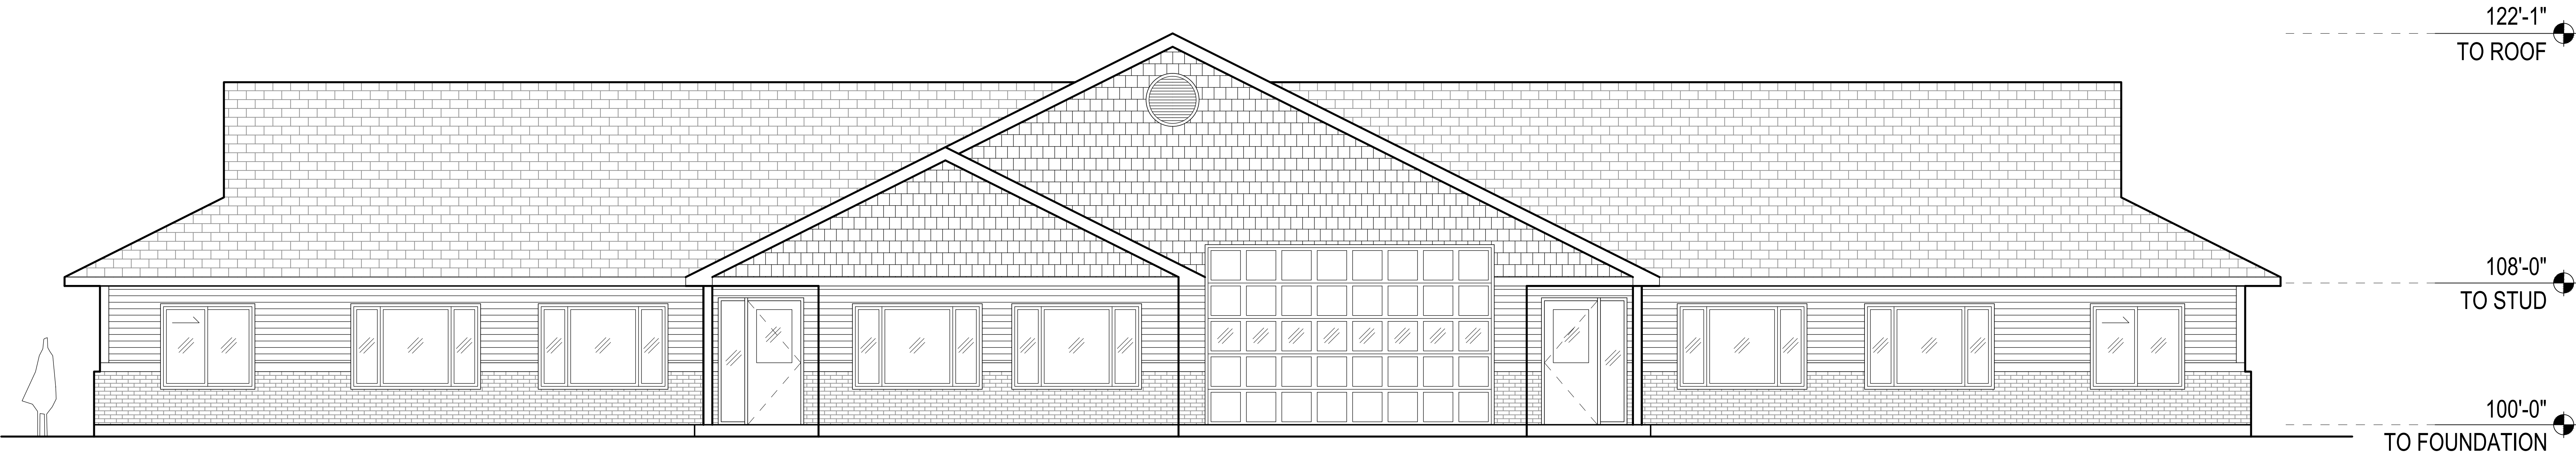 122'-1"
TO ROOF
108'-0"
TO STUD
100'-0"
TO FOUNDATION